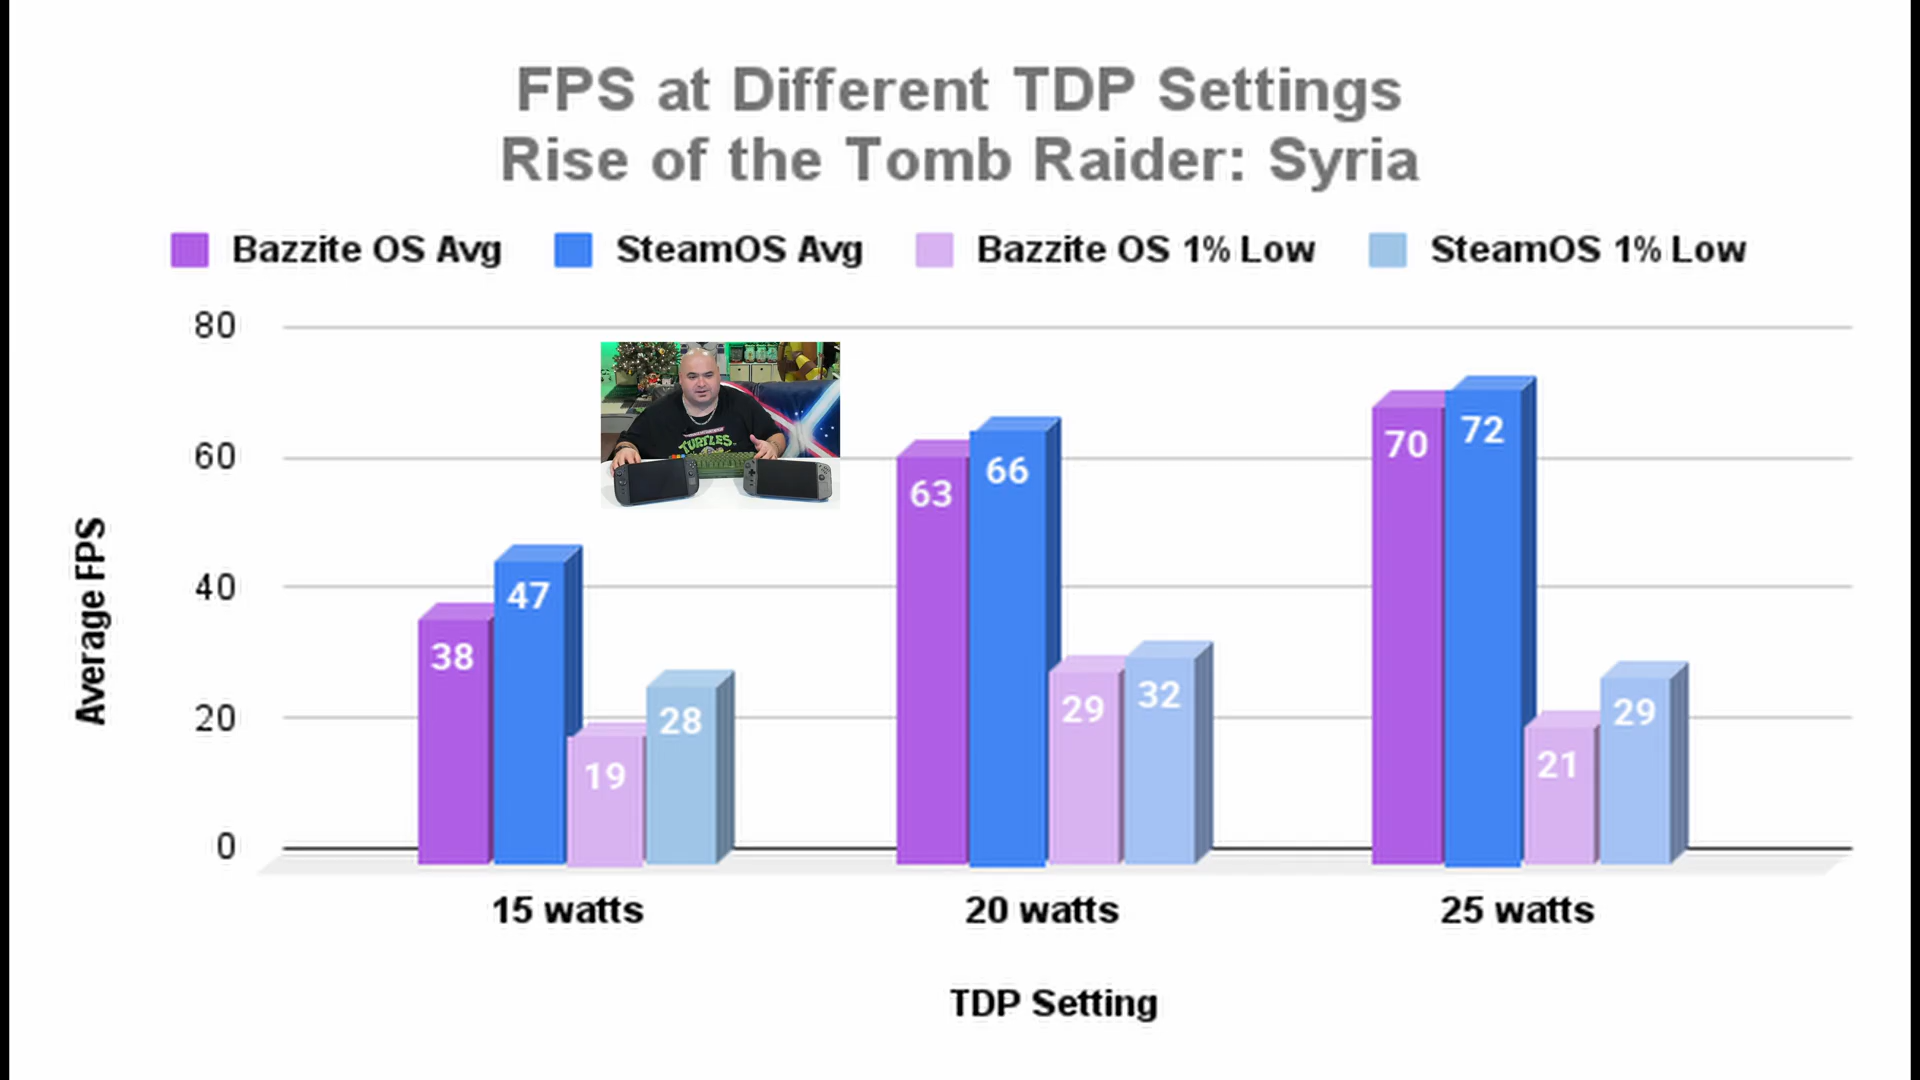 FPS at Different TDP Settings
Rise of the Tomb Raider: Syria
Bazzite OS Avg SteamOS Avg Bazzite OS 1% Low SteamOS 1% Low
80
60
40
20
0
Average FPS
TURTLES
38 47 19 28
63 66 29 32
70 72 21 29
15 watts 20 watts 25 watts
TDP Setting